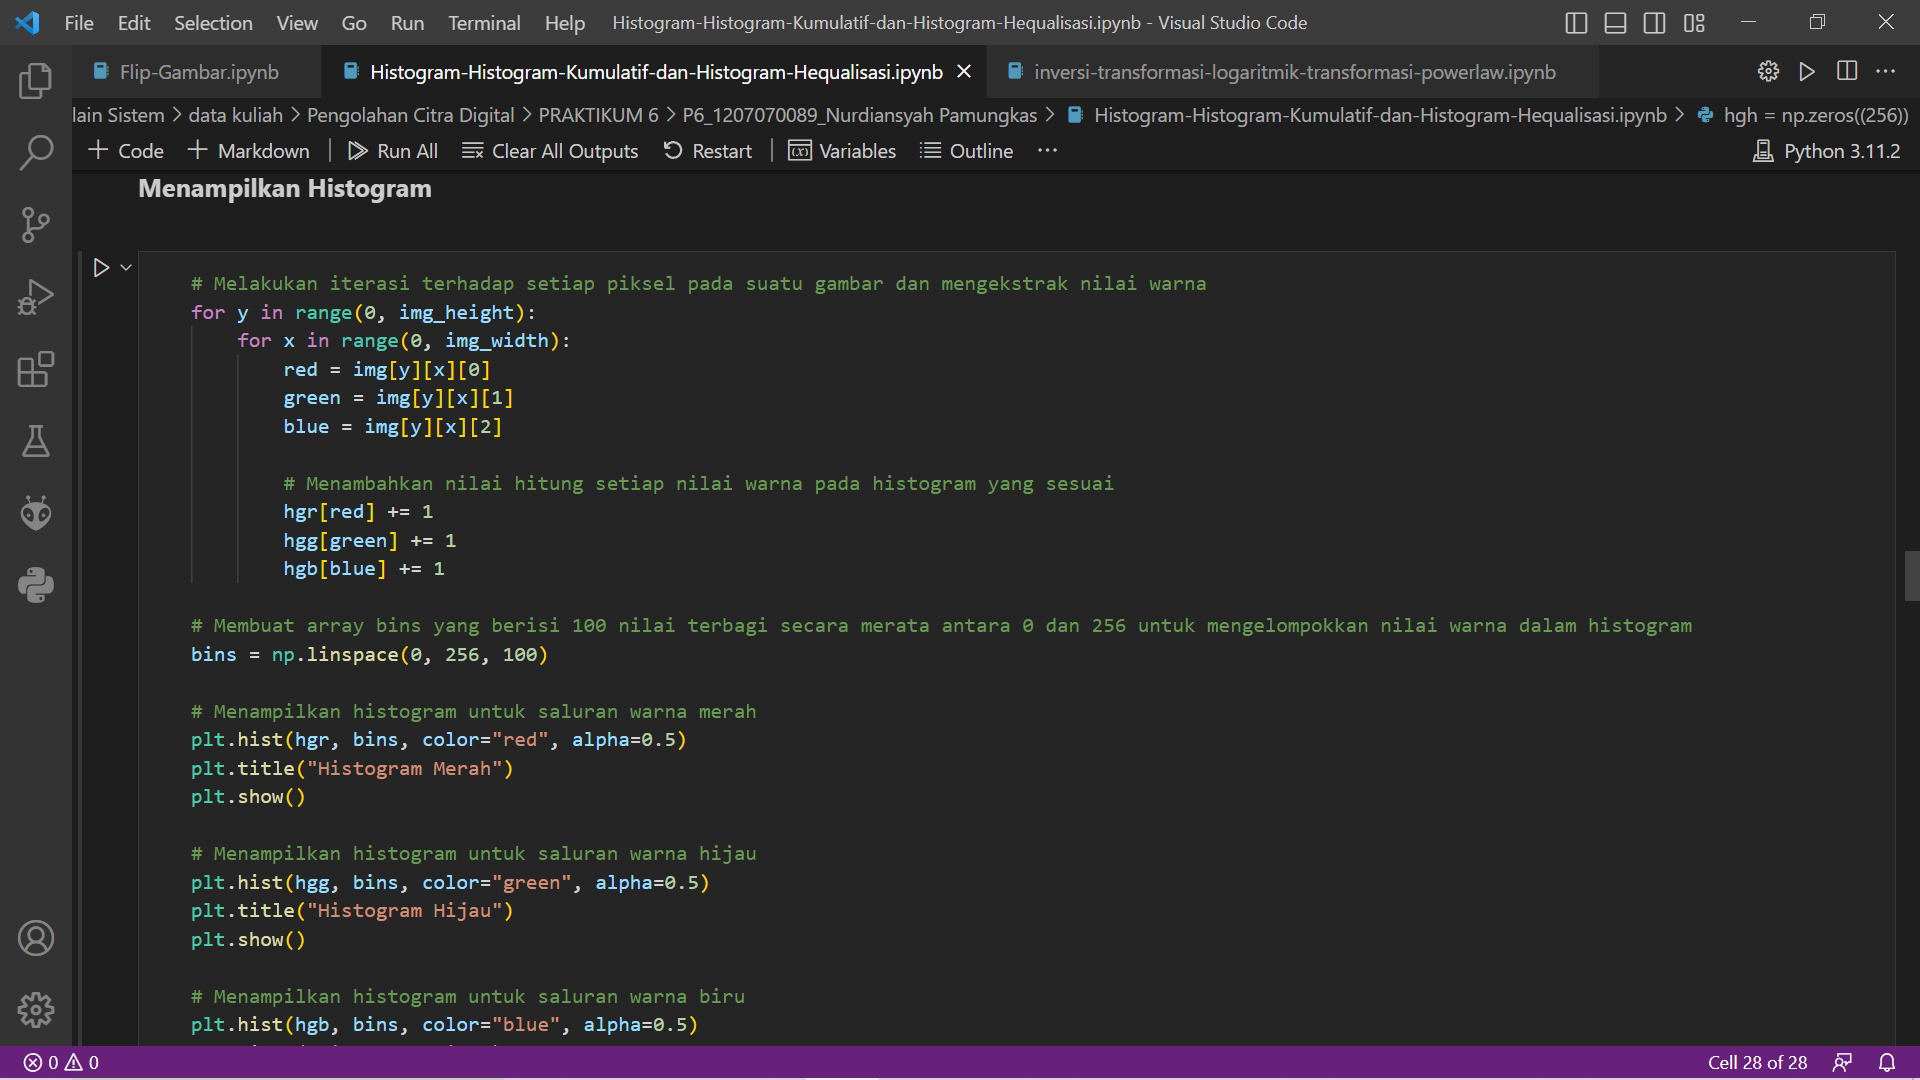 File Edit Selection View Go Run Terminal Help Histogram-Histogram-Kumulatif-dan-Histogram-Hequalisasi.ipynb - Visual Studio Code
Flip-Gambar.ipynb Histogram-Histogram-Kumulatif-dan-Histogram-Hequalisasi.ipynb inversi-transformasi-logaritmik-transformasi-powerlaw.ipynb
lain Sistem > data kuliah > Pengolahan Citra Digital > PRAKTIKUM 6 > P6_1207070089_Nurdiansyah Pamungkas > Histogram-Histogram-Kumulatif-dan-Histogram-Hequalisasi.ipynb > hgh = np.zeros((256))
+ Code + Markdown | Run All Clear All Outputs Restart | Variables Outline ... Python 3.11.2
Menampilkan Histogram
# Melakukan iterasi terhadap setiap piksel pada suatu gambar dan mengekstrak nilai warna
for y in range(0, img_height):
    for x in range(0, img_width):
        red = img[y][x][0]
        green = img[y][x][1]
        blue = img[y][x][2]
        # Menambahkan nilai hitung setiap nilai warna pada histogram yang sesuai
        hgr[red] += 1
        hgg[green] += 1
        hgb[blue] += 1
# Membuat array bins yang berisi 100 nilai terbagi secara merata antara 0 dan 256 untuk mengelompokkan nilai warna dalam histogram
bins = np.linspace(0, 256, 100)
# Menampilkan histogram untuk saluran warna merah
plt.hist(hgr, bins, color="red", alpha=0.5)
plt.title("Histogram Merah")
plt.show()
# Menampilkan histogram untuk saluran warna hijau
plt.hist(hgg, bins, color="green", alpha=0.5)
plt.title("Histogram Hijau")
plt.show()
# Menampilkan histogram untuk saluran warna biru
plt.hist(hgb, bins, color="blue", alpha=0.5)
0 0 Cell 28 of 28